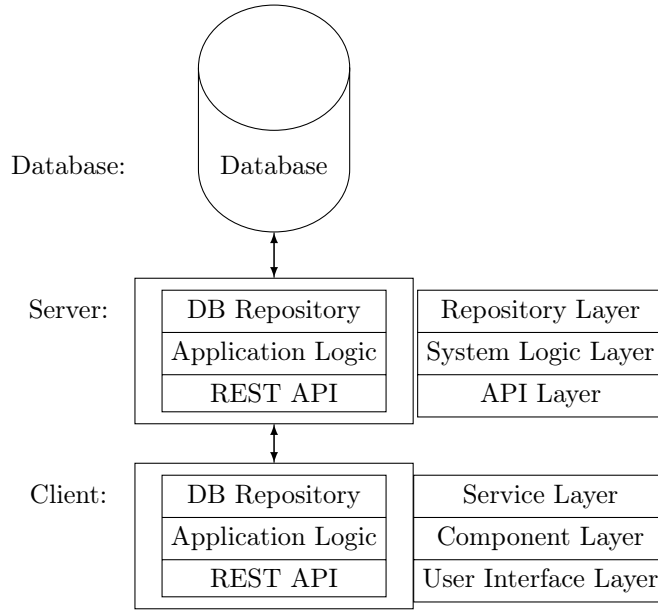 Database: Database
Server: DB Repository Repository Layer
Application Logic System Logic Layer
REST API API Layer
Client: DB Repository Service Layer
Application Logic Component Layer
REST API User Interface Layer